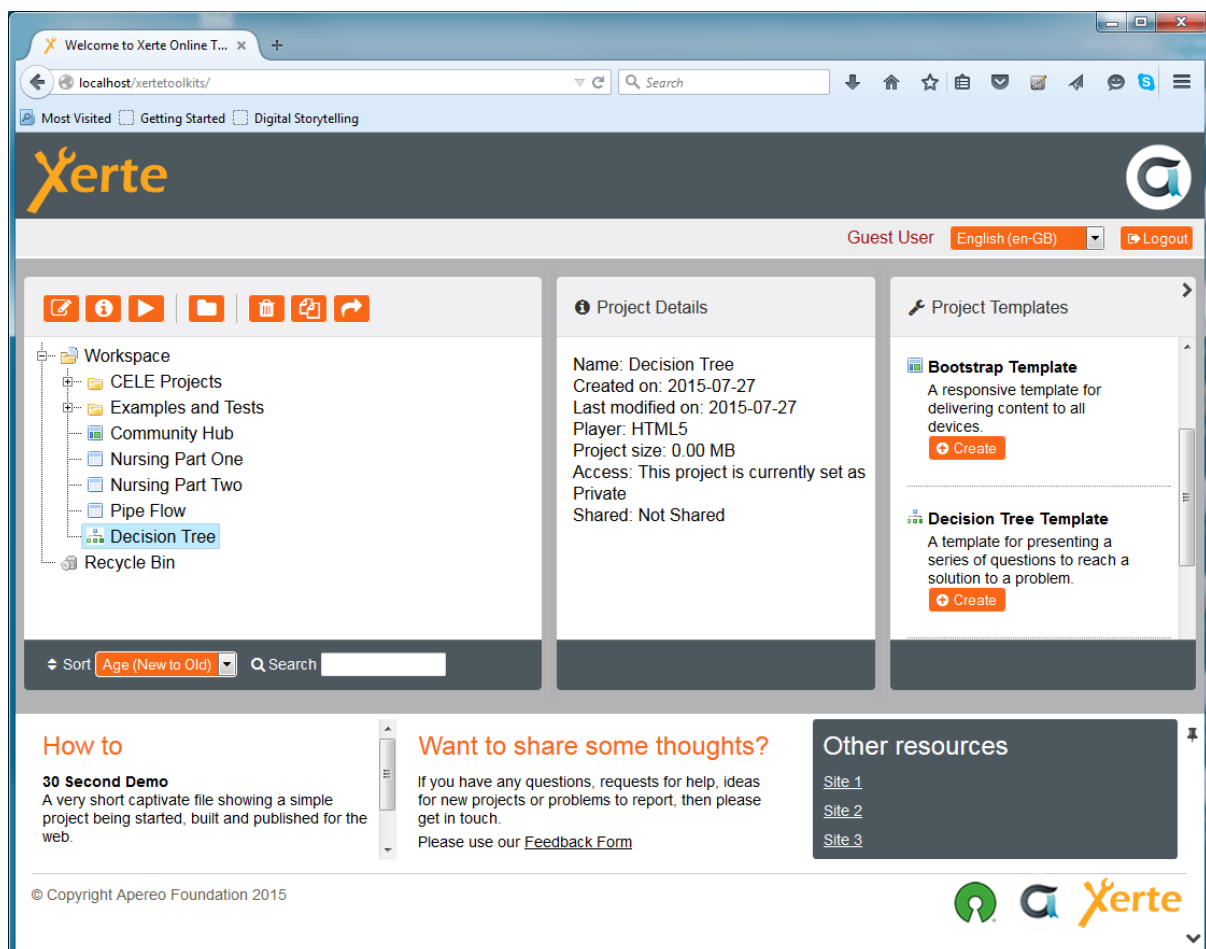 Welcome to Xerte Online T...
localhost/xertetoolkits/
Search
Most Visited Getting Started Digital Storytelling
Xerte
Guest User English (en-GB) Logout
Workspace
CELE Projects
Examples and Tests
Community Hub
Nursing Part One
Nursing Part Two
Pipe Flow
Decision Tree
Recycle Bin
Sort Age (New to Old) Search
Project Details
Name: Decision Tree
Created on: 2015-07-27
Last modified on: 2015-07-27
Player: HTML5
Project size: 0.00 MB
Access: This project is currently set as
Private
Shared: Not Shared
Project Templates
Bootstrap Template
A responsive template for
delivering content to all
devices.
Create
Decision Tree Template
A template for presenting a
series of questions to reach a
solution to a problem.
Create
How to
30 Second Demo
A very short captivate file showing a simple
project being started, built and published for the
web.
Want to share some thoughts?
If you have any questions, requests for help, ideas
for new projects or problems to report, then please
get in touch.
Please use our Feedback Form
Other resources
Site 1
Site 2
Site 3
© Copyright Apereo Foundation 2015
Xerte